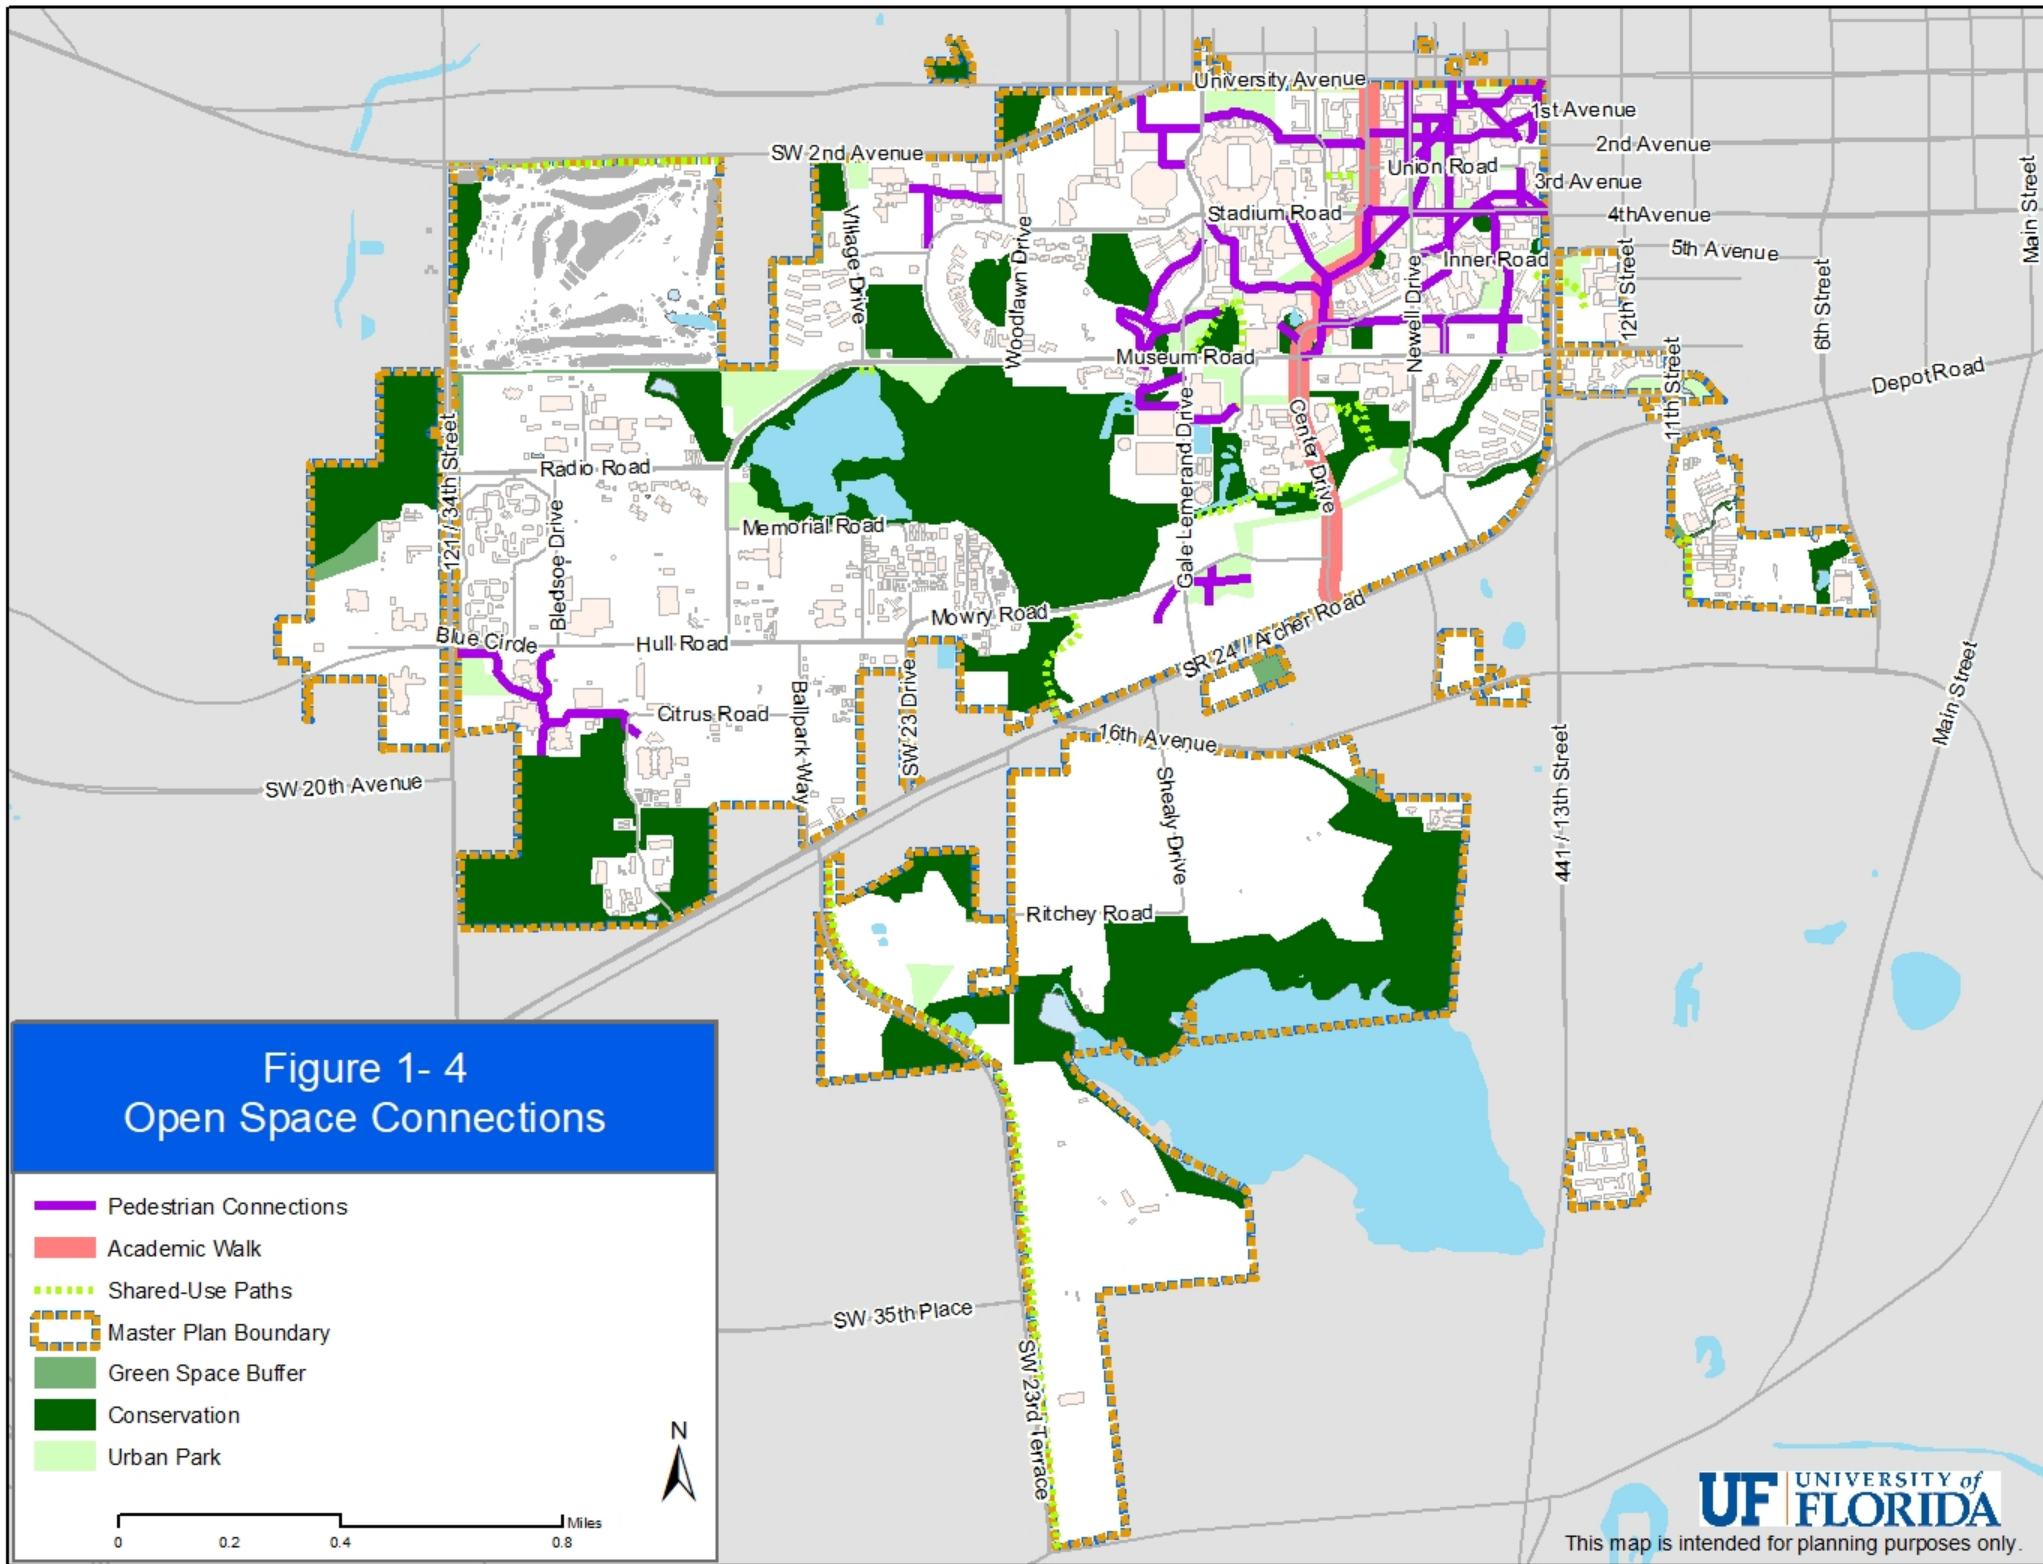 University Avenue
1st Avenue
SW 2nd Avenue
2nd Avenue
Union Road
3rd Avenue
Main Street
Stadium Road
4thAvenue
Village Drive
Woodlawn Drive
5th Avenue
Inner Road
12th Street
6th Street
Newell Drive
Museum Road
11th Street
Depot Road
Gale Lemerand Drive
Center Drive
121 / 34th Street
Radio Road
Bledsoe Drive
Memorial Road
Mowry Road
SR 24 / Archer Road
Blue Circle
Hull Road
Ballpark Way
SW 23 Drive
Citrus Road
16th Avenue
Main Street
SW 20th Avenue
Shealy Drive
441 / 13th Street
Ritchey Road
SW 35th Place
SW 23rd Terrace
Figure 1- 4
Open Space Connections
Pedestrian Connections
Academic Walk
Shared-Use Paths
Master Plan Boundary
Green Space Buffer
Conservation
Urban Park
N
Miles
0 0.2 0.4 0.8
UF UNIVERSITY of
FLORIDA
This map is intended for planning purposes only.